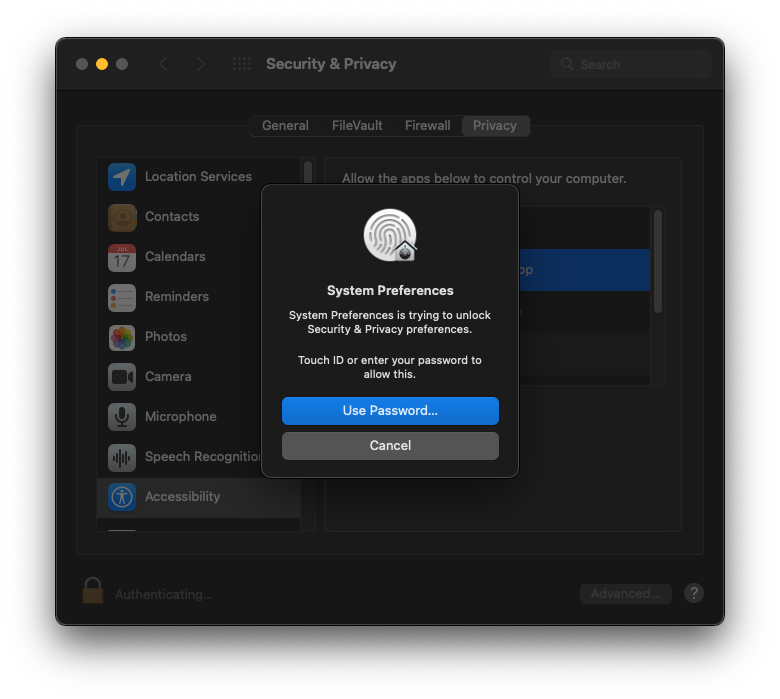 Security & Privacy
Search
General FileVault Firewall Privacy
Location Services
Contacts
JUL
17
Calendars
Reminders
Photos
Camera
Microphone
Speech Recognition
Accessibility
Allow the apps below to control your computer.
System Preferences
System Preferences is trying to unlock
Security & Privacy preferences.
Touch ID or enter your password to
allow this.
Use Password...
Cancel
Authenticating...
Advanced...
?